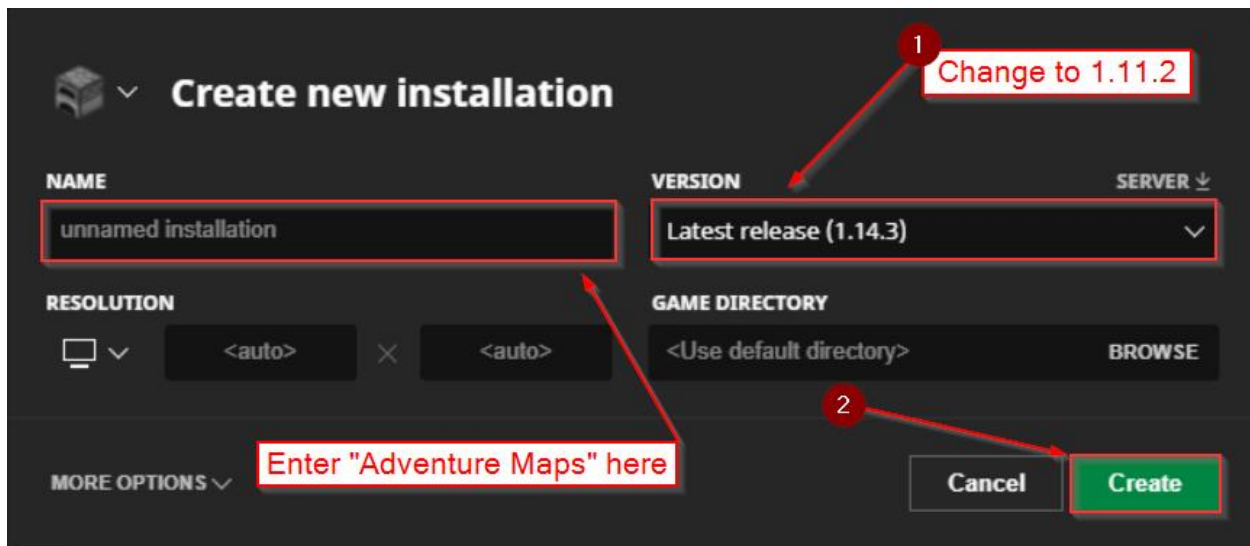 1
Change to 1.11.2
Create new installation
NAME
VERSION
SERVER
unnamed installation
Latest release (1.14.3)
RESOLUTION
GAME DIRECTORY
<auto>
<auto>
<Use default directory>
BROWSE
2
Enter "Adventure Maps" here
MORE OPTIONS
Cancel
Create